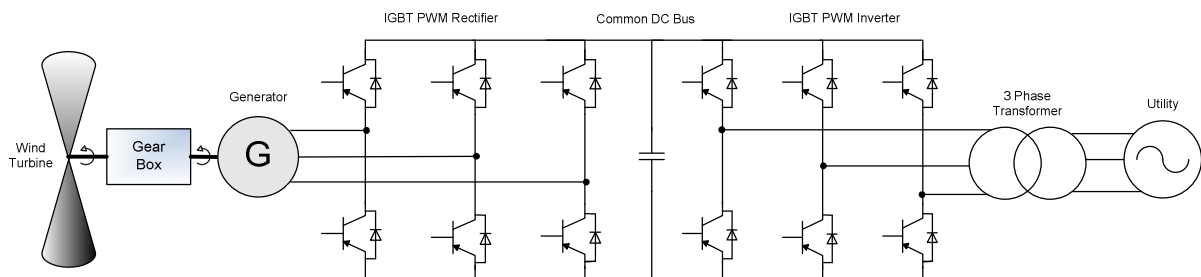 IGBT PWM Rectifier
Common DC Bus
IGBT PWM Inverter
Generator
3 Phase
Transformer
Utility
Wind
Turbine
Gear
Box
G